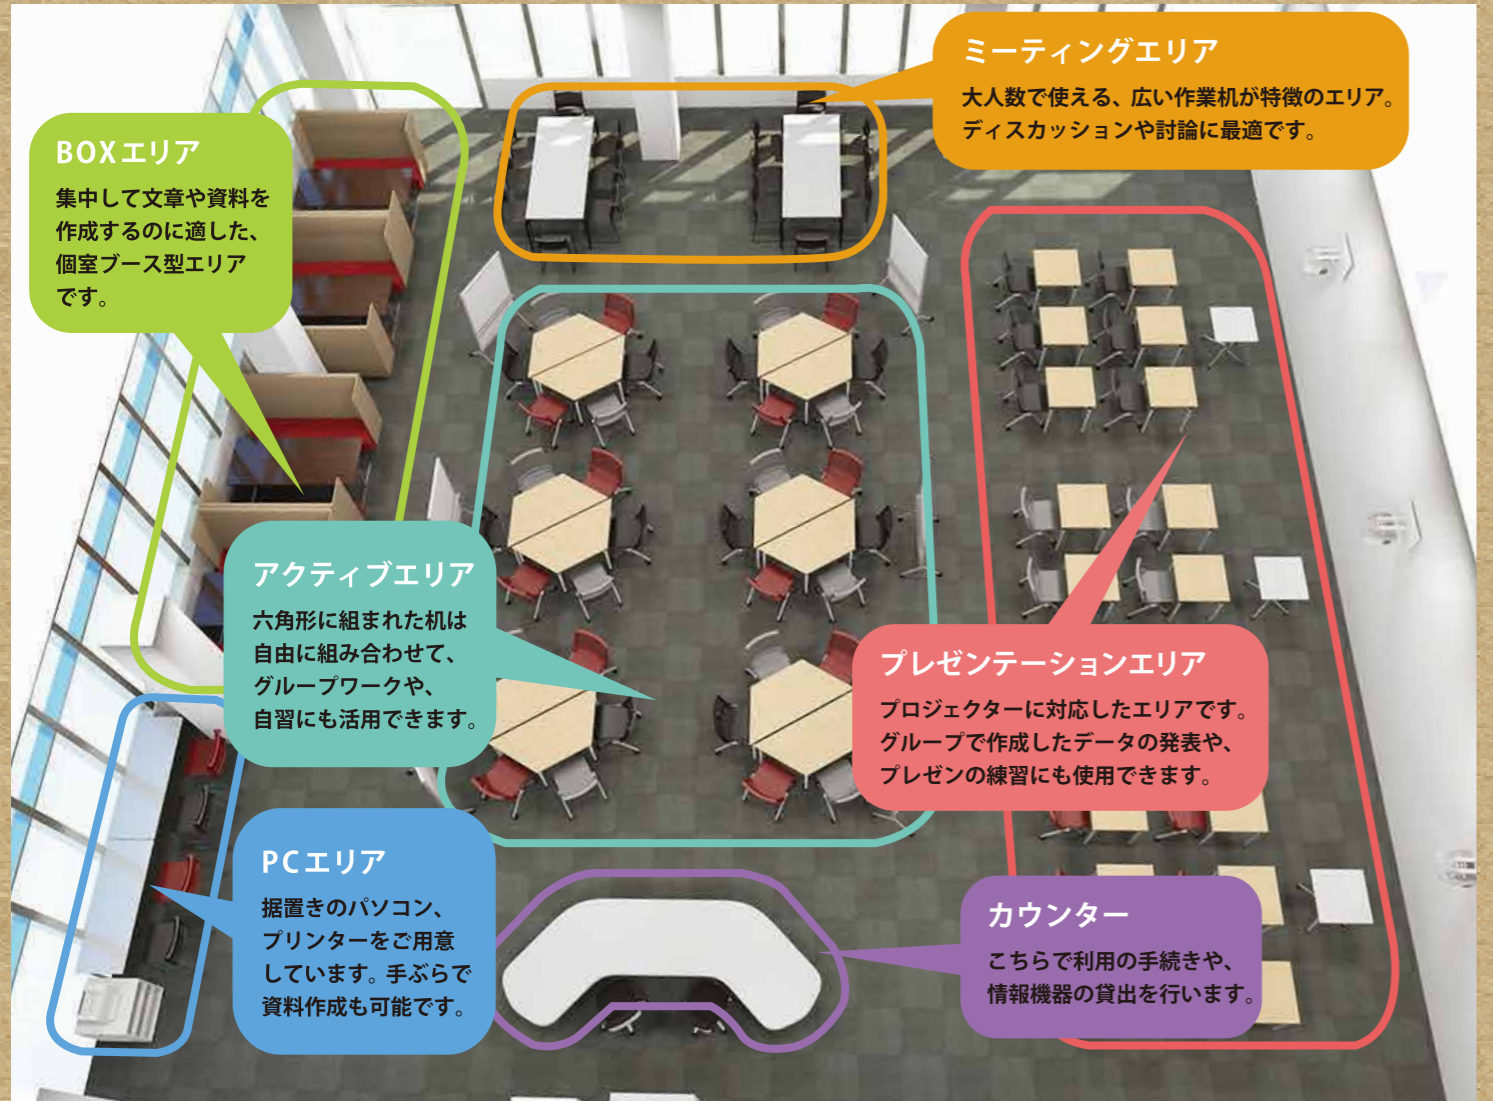 ミーティングエリア
大人数で使える、広い作業机が特徴のエリア。
ディスカッションや討論に最適です。
BOXエリア
集中して文章や資料を
作成するのに適した、
個室ブース型エリア
です。
アクティブエリア
六角形に組まれた机は
自由に組み合わせて、
グループワークや、
自習にも活用できます。
プレゼンテーションエリア
プロジェクターに対応したエリアです。
グループで作成したデータの発表や、
プレゼンの練習にも使用できます。
PCエリア
据置きのパソコン、
プリンターをご用意
しています。手ぶらで
資料作成も可能です。
カウンター
こちらで利用の手続きや、
情報機器の貸出を行います。